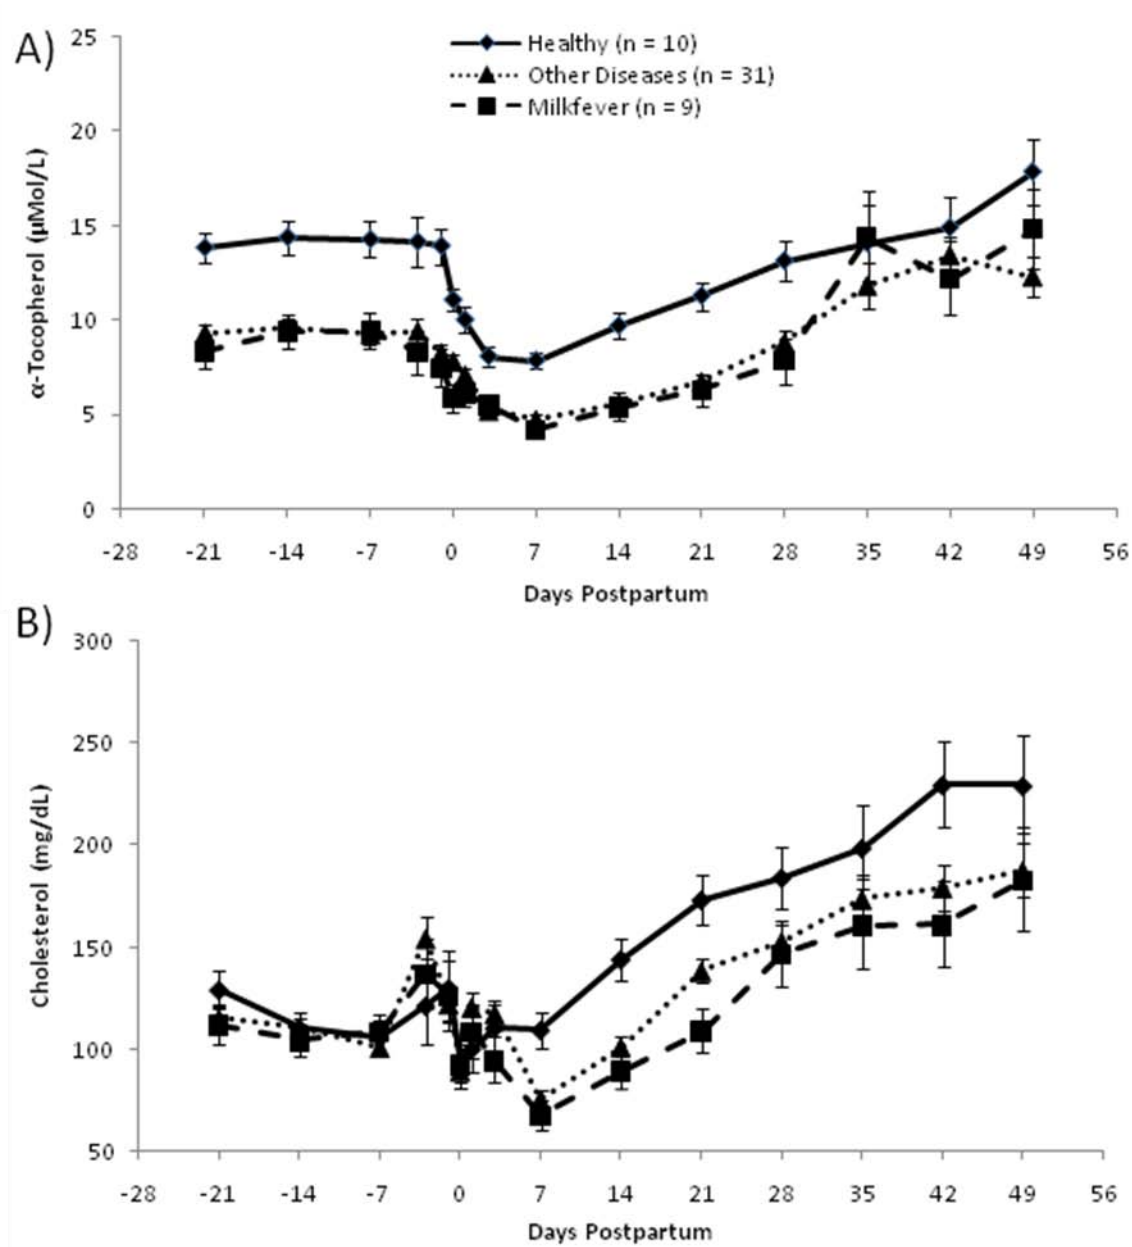 A)
Healthy (n = 10)
Other Diseases (n = 31)
Milkfever (n = 9)
α-Tocopherol (µMol/L)
25
20
15
10
5
0
-28 -21 -14 -7 0 7 14 21 28 35 42 49 56
Days Postpartum
B)
Cholesterol (mg/dL)
300
250
200
150
100
50
-28 -21 -14 -7 0 7 14 21 28 35 42 49 56
Days Postpartum